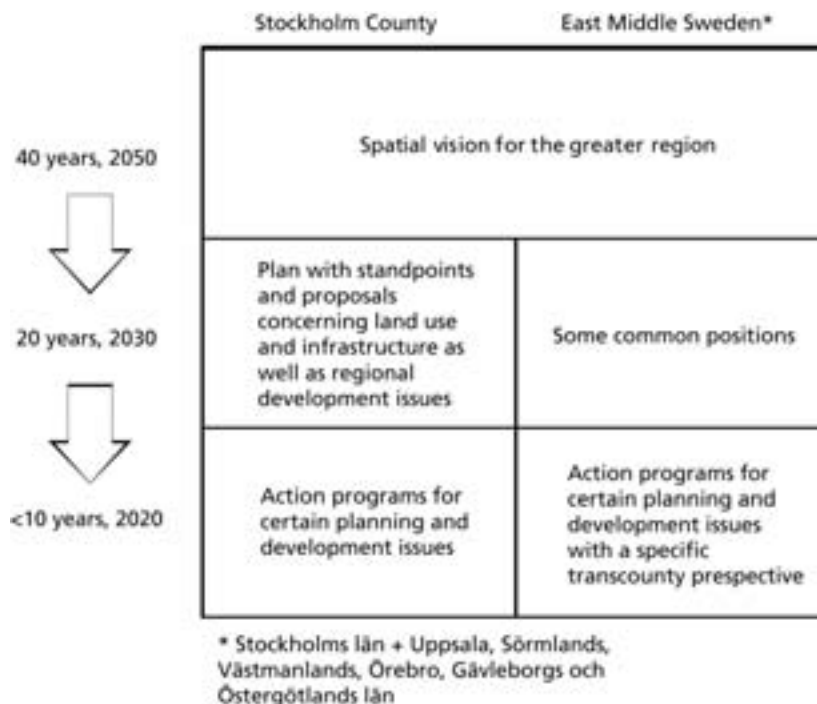 Stockholm County
East Middle Sweden*
40 years, 2050
Spatial vision for the greater region
20 years, 2030
Plan with standpoints
and proposals
concerning land use
and infrastructure as
well as regional
development issues
Some common positions
<10 years, 2020
Action programs for
certain planning and
development issues
Action programs for
certain planning and
development issues
with a specific
transcounty prespective
* Stockholms län + Uppsala, Sörmlands,
Västmanlands, Örebro, Gävleborgs och
Östergötlands län